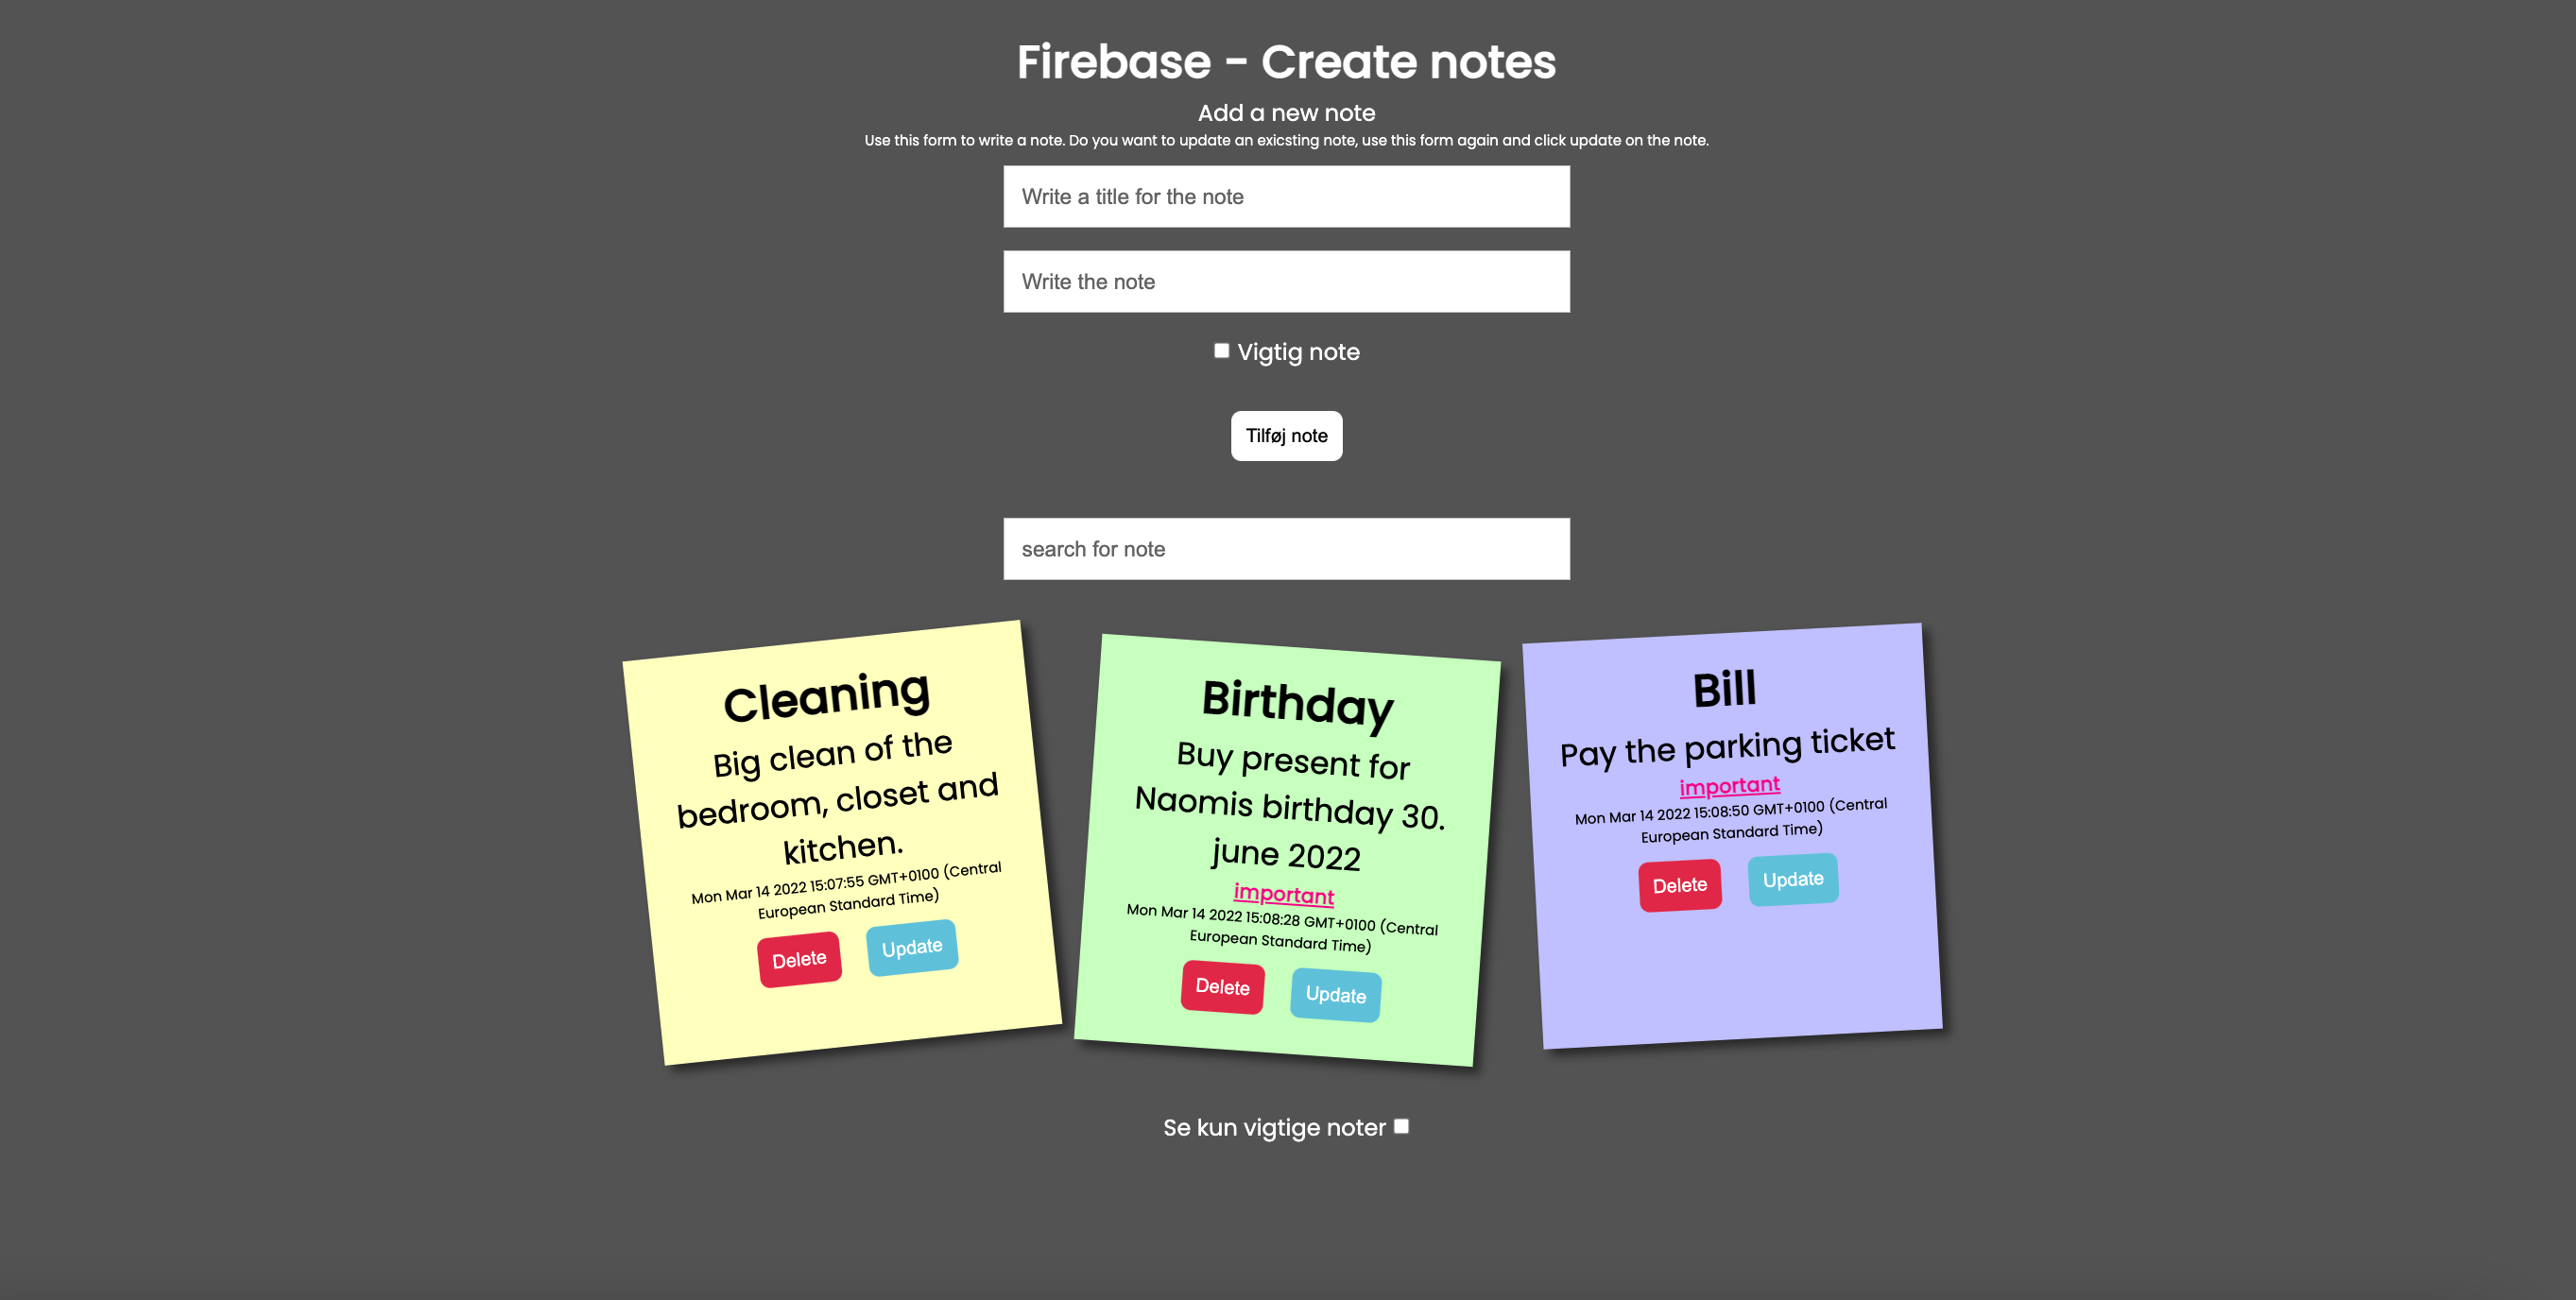 Firebase - Create notes
Add a new note
Use this form to write a note. Do you want to update an exicsting note, use this form again and click update on the note.
Write a title for the note
Write the note
Vigtig note
Tilføj note
search for note
Cleaning
Big clean of the
bedroom, closet and
kitchen.
Mon Mar 14 2022 15:07:55 GMT+0100 (Central
European Standard Time)
Delete
Update
Birthday
Buy present for
Naomis birthday 30.
june 2022
important
Mon Mar 14 2022 15:08:28 GMT+0100 (Central
European Standard Time)
Delete
Update
Bill
Pay the parking ticket
important
Mon Mar 14 2022 15:08:50 GMT+0100 (Central
European Standard Time)
Delete
Update
Se kun vigtige noter